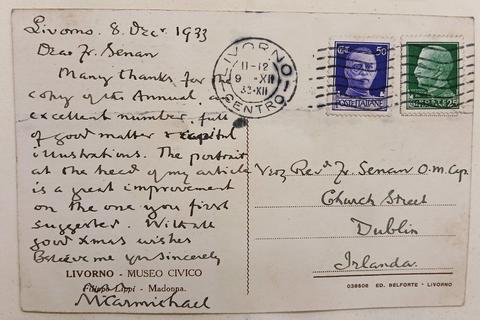 Livorno. 8. Decr. 1933
Dear Fr. Senan
Many thanks for the
copy of the Annual, an
excellent number, full
of good matter & capital
illustrations. The portrait
at the head of my article
is a great improvement
on the one you first
suggested. With all
good Xmas wishes
Believe me yrs sincerely
LIVORNO - MUSEO CIVICO
Filippo Lippi - Madonna.
M Carmichael
LIVORNO
11-12
9 - XII
33·XII
CENTRO
50
POSTE ITALIANE
POSTE 25
Very Revd. Fr. Senan O.M.Cap.
Church Street
Dublin
Irlanda.
038606 ED. BELFORTE - LIVORNO